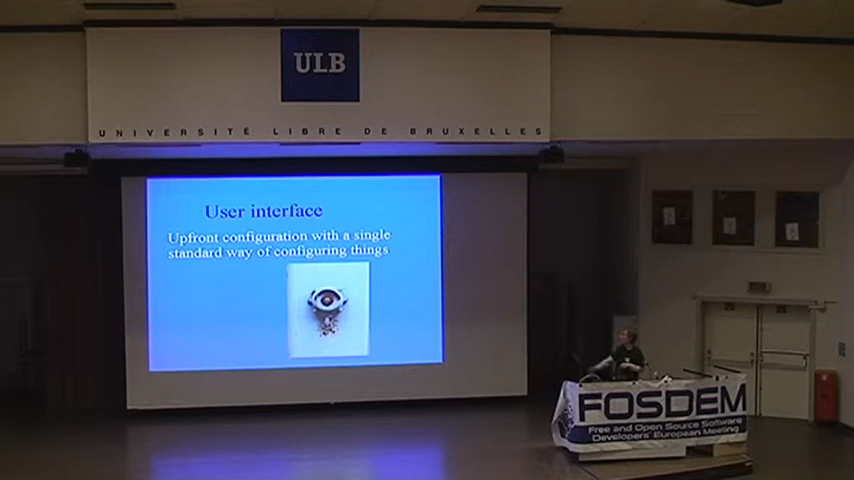 ULB
UNIVERSITÉ LIBRE DE BRUXELLES
User interface
Upfront configuration with a single
standard way of configuring things
FOSDEM
Free and Open Source Software
Developers' European Meeting